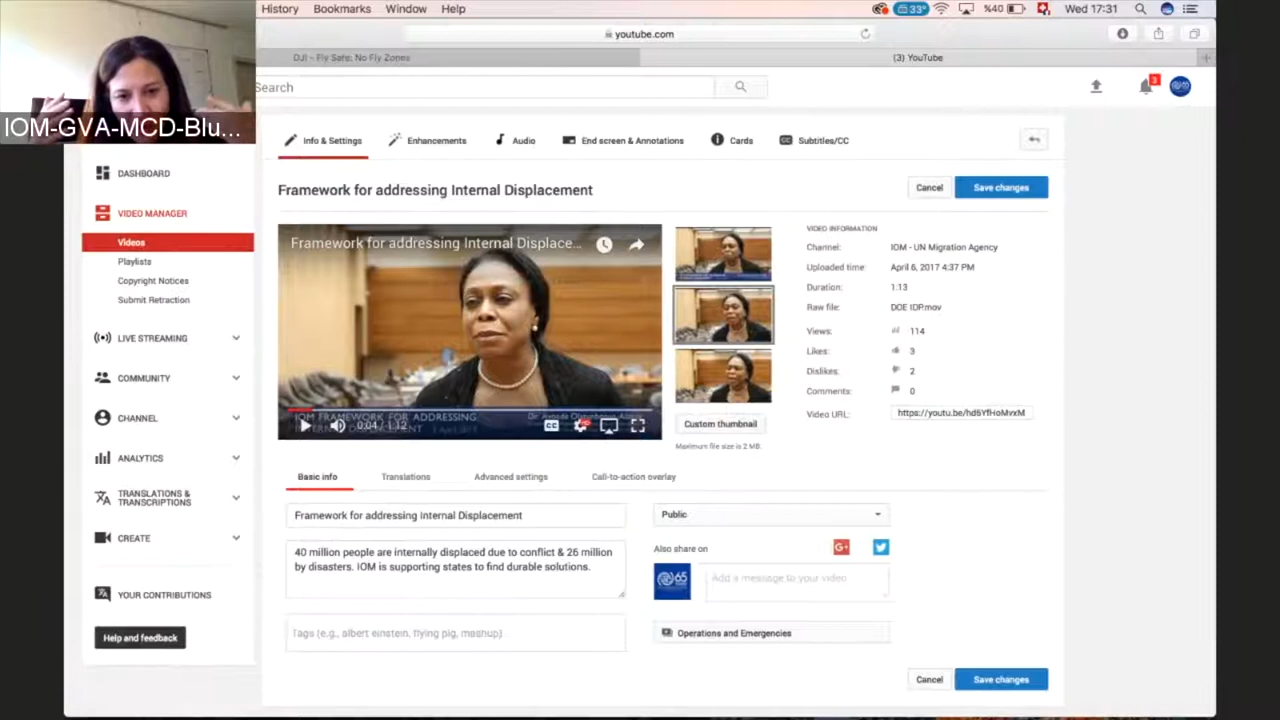 History Bookmarks Window Help
33° %40 Wed 17:31
youtube.com
DJI - Fly Safe: No Fly Zones
(3) YouTube
IOM-GVA-MCD-Blu...
Search
3
Info & Settings
Enhancements
Audio
End screen & Annotations
Cards
Subtitles/CC
DASHBOARD
VIDEO MANAGER
Videos
Playlists
Copyright Notices
Submit Retraction
LIVE STREAMING
COMMUNITY
CHANNEL
ANALYTICS
TRANSLATIONS &
TRANSCRIPTIONS
CREATE
YOUR CONTRIBUTIONS
Help and feedback
Framework for addressing Internal Displacement
Cancel
Save changes
Framework for addressing Internal Displace...
IOM FRAMEWORK FOR ADDRESSING
0:04 / 1:12
CC
Custom thumbnail
Maximum file size is 2 MB.
VIDEO INFORMATION
Channel: IOM - UN Migration Agency
Uploaded time: April 6, 2017 4:37 PM
Duration: 1:13
Raw file: DOE IDP.mov
Views: 114
Likes: 3
Dislikes: 2
Comments: 0
Video URL: https://youtu.be/hd6YfHoMvxM
Basic info
Translations
Advanced settings
Call-to-action overlay
Framework for addressing Internal Displacement
40 million people are internally displaced due to conflict & 26 million
by disasters. IOM is supporting states to find durable solutions.
Tags (e.g., albert einstein, flying pig, mashup)
Public
Also share on
G+
65
Add a message to your video
Operations and Emergencies
Cancel
Save changes